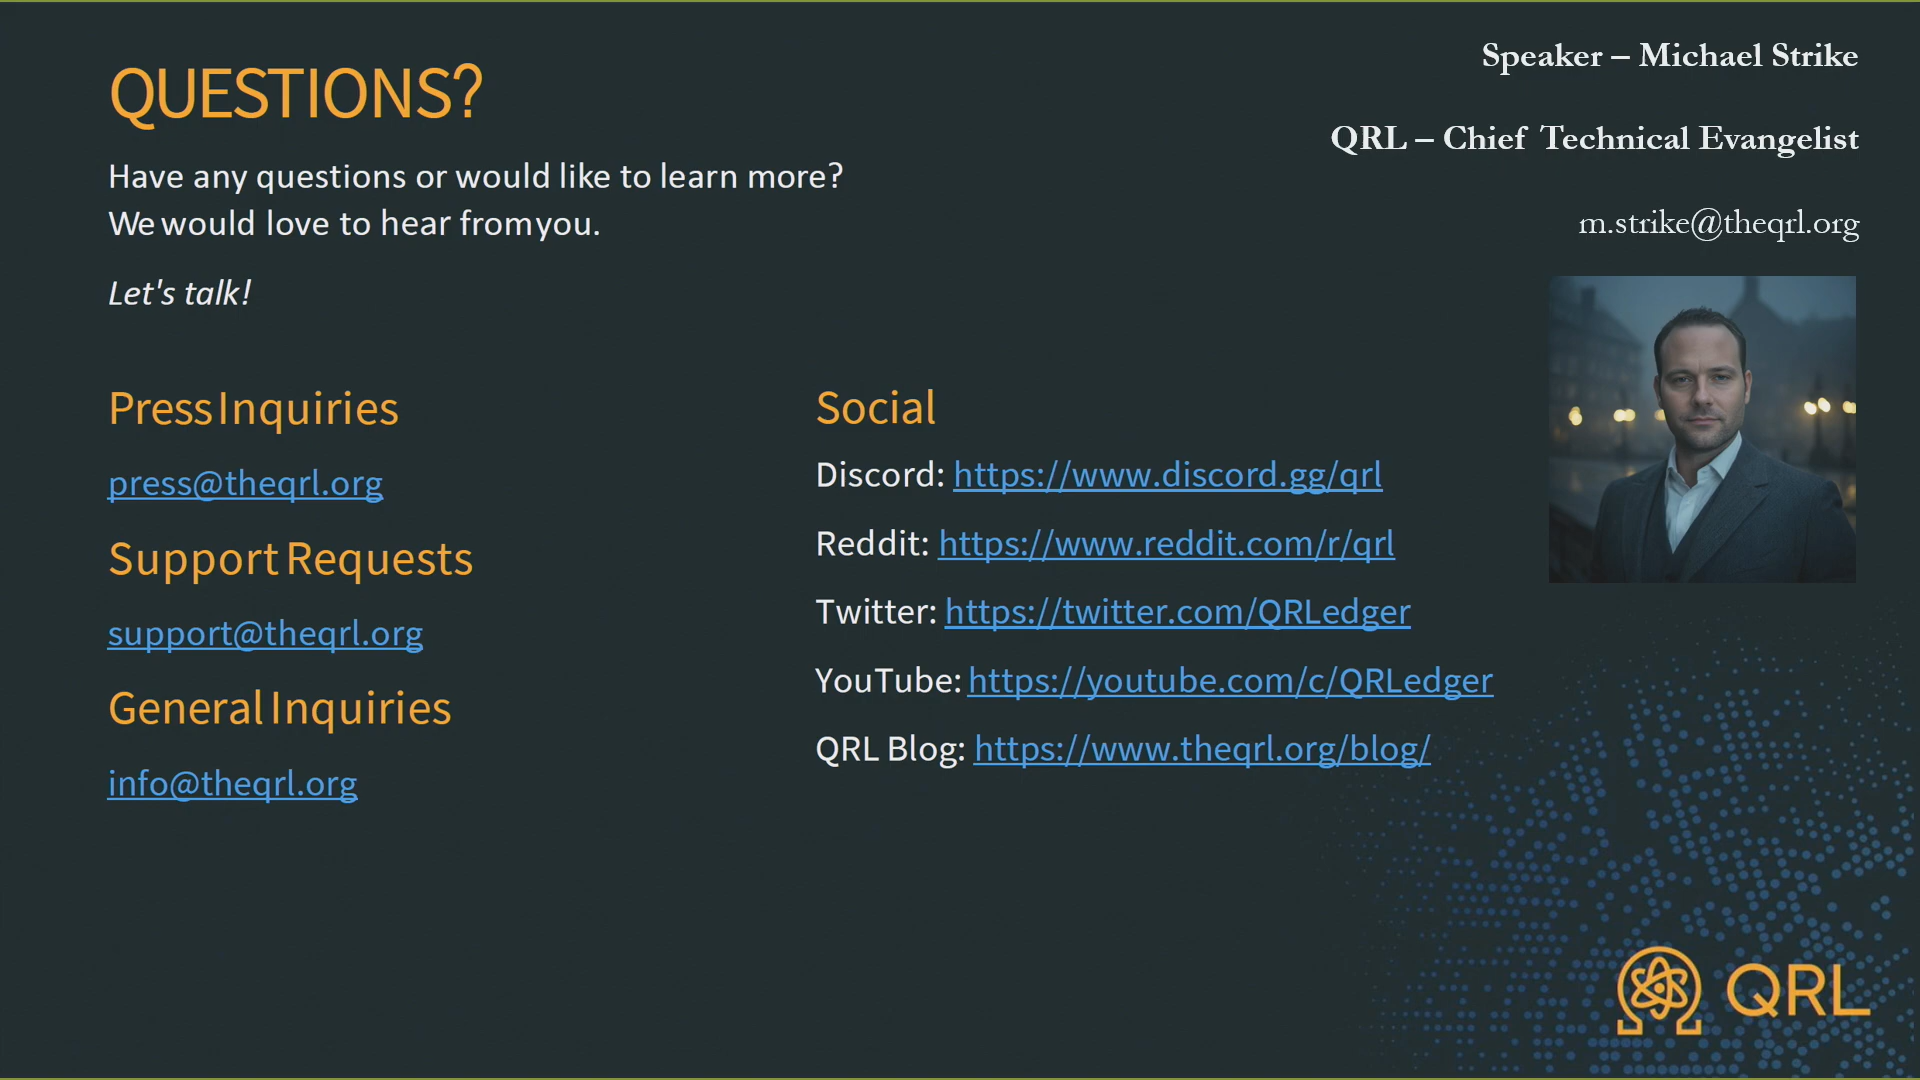 QUESTIONS?
Have any questions or would like to learn more?
We would love to hear from you.
Let's talk!
Speaker – Michael Strike
QRL – Chief Technical Evangelist
m.strike@theqrl.org
Press Inquiries
press@theqrl.org
Support Requests
support@theqrl.org
General Inquiries
info@theqrl.org
Social
Discord: https://www.discord.gg/qrl
Reddit: https://www.reddit.com/r/qrl
Twitter: https://twitter.com/QRLedger
YouTube: https://youtube.com/c/QRLedger
QRL Blog: https://www.theqrl.org/blog/
QRL